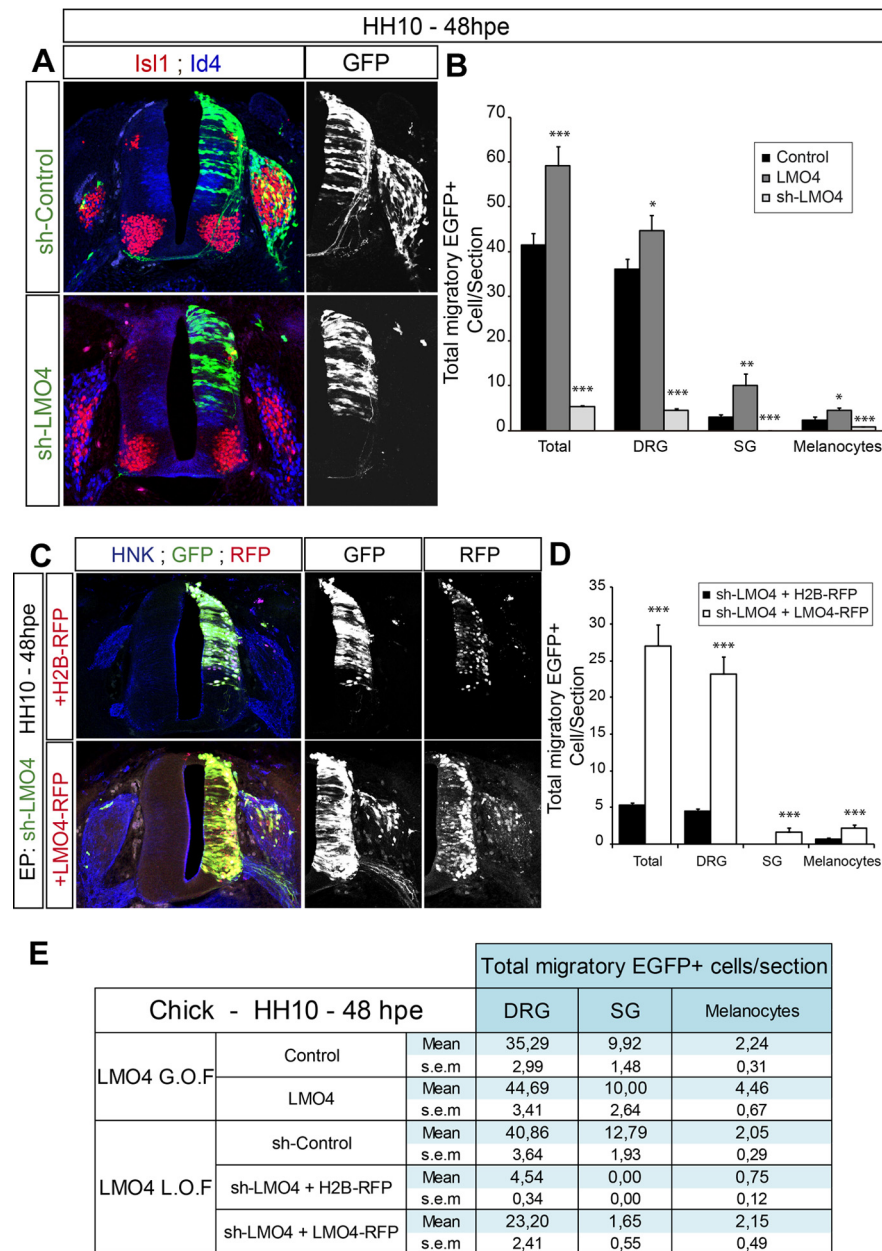 HH10 - 48hpe
A
Isl1 ; Id4
GFP
sh-Control
sh-LMO4
B
Total migratory EGFP+
Cell/Section
70
60
50
40
30
20
10
0
Control
LMO4
sh-LMO4
***
***
*
***
**
***
*
***
Total
DRG
SG
Melanocytes
C
HNK ; GFP ; RFP
GFP
RFP
HH10 - 48hpe
EP: sh-LMO4
+H2B-RFP
+LMO4-RFP
D
Total migratory EGFP+
Cell/Section
35
30
25
20
15
10
5
0
sh-LMO4 + H2B-RFP
sh-LMO4 + LMO4-RFP
***
***
***
***
Total
DRG
SG
Melanocytes
E
Total migratory EGFP+ cells/section
Chick - HH10 - 48 hpe DRG SG Melanocytes
LMO4 G.O.F
Control Mean 35,29 9,92 2,24
s.e.m 2,99 1,48 0,31
LMO4 Mean 44,69 10,00 4,46
s.e.m 3,41 2,64 0,67
LMO4 L.O.F
sh-Control Mean 40,86 12,79 2,05
s.e.m 3,64 1,93 0,29
sh-LMO4 + H2B-RFP Mean 4,54 0,00 0,75
s.e.m 0,34 0,00 0,12
sh-LMO4 + LMO4-RFP Mean 23,20 1,65 2,15
s.e.m 2,41 0,55 0,49